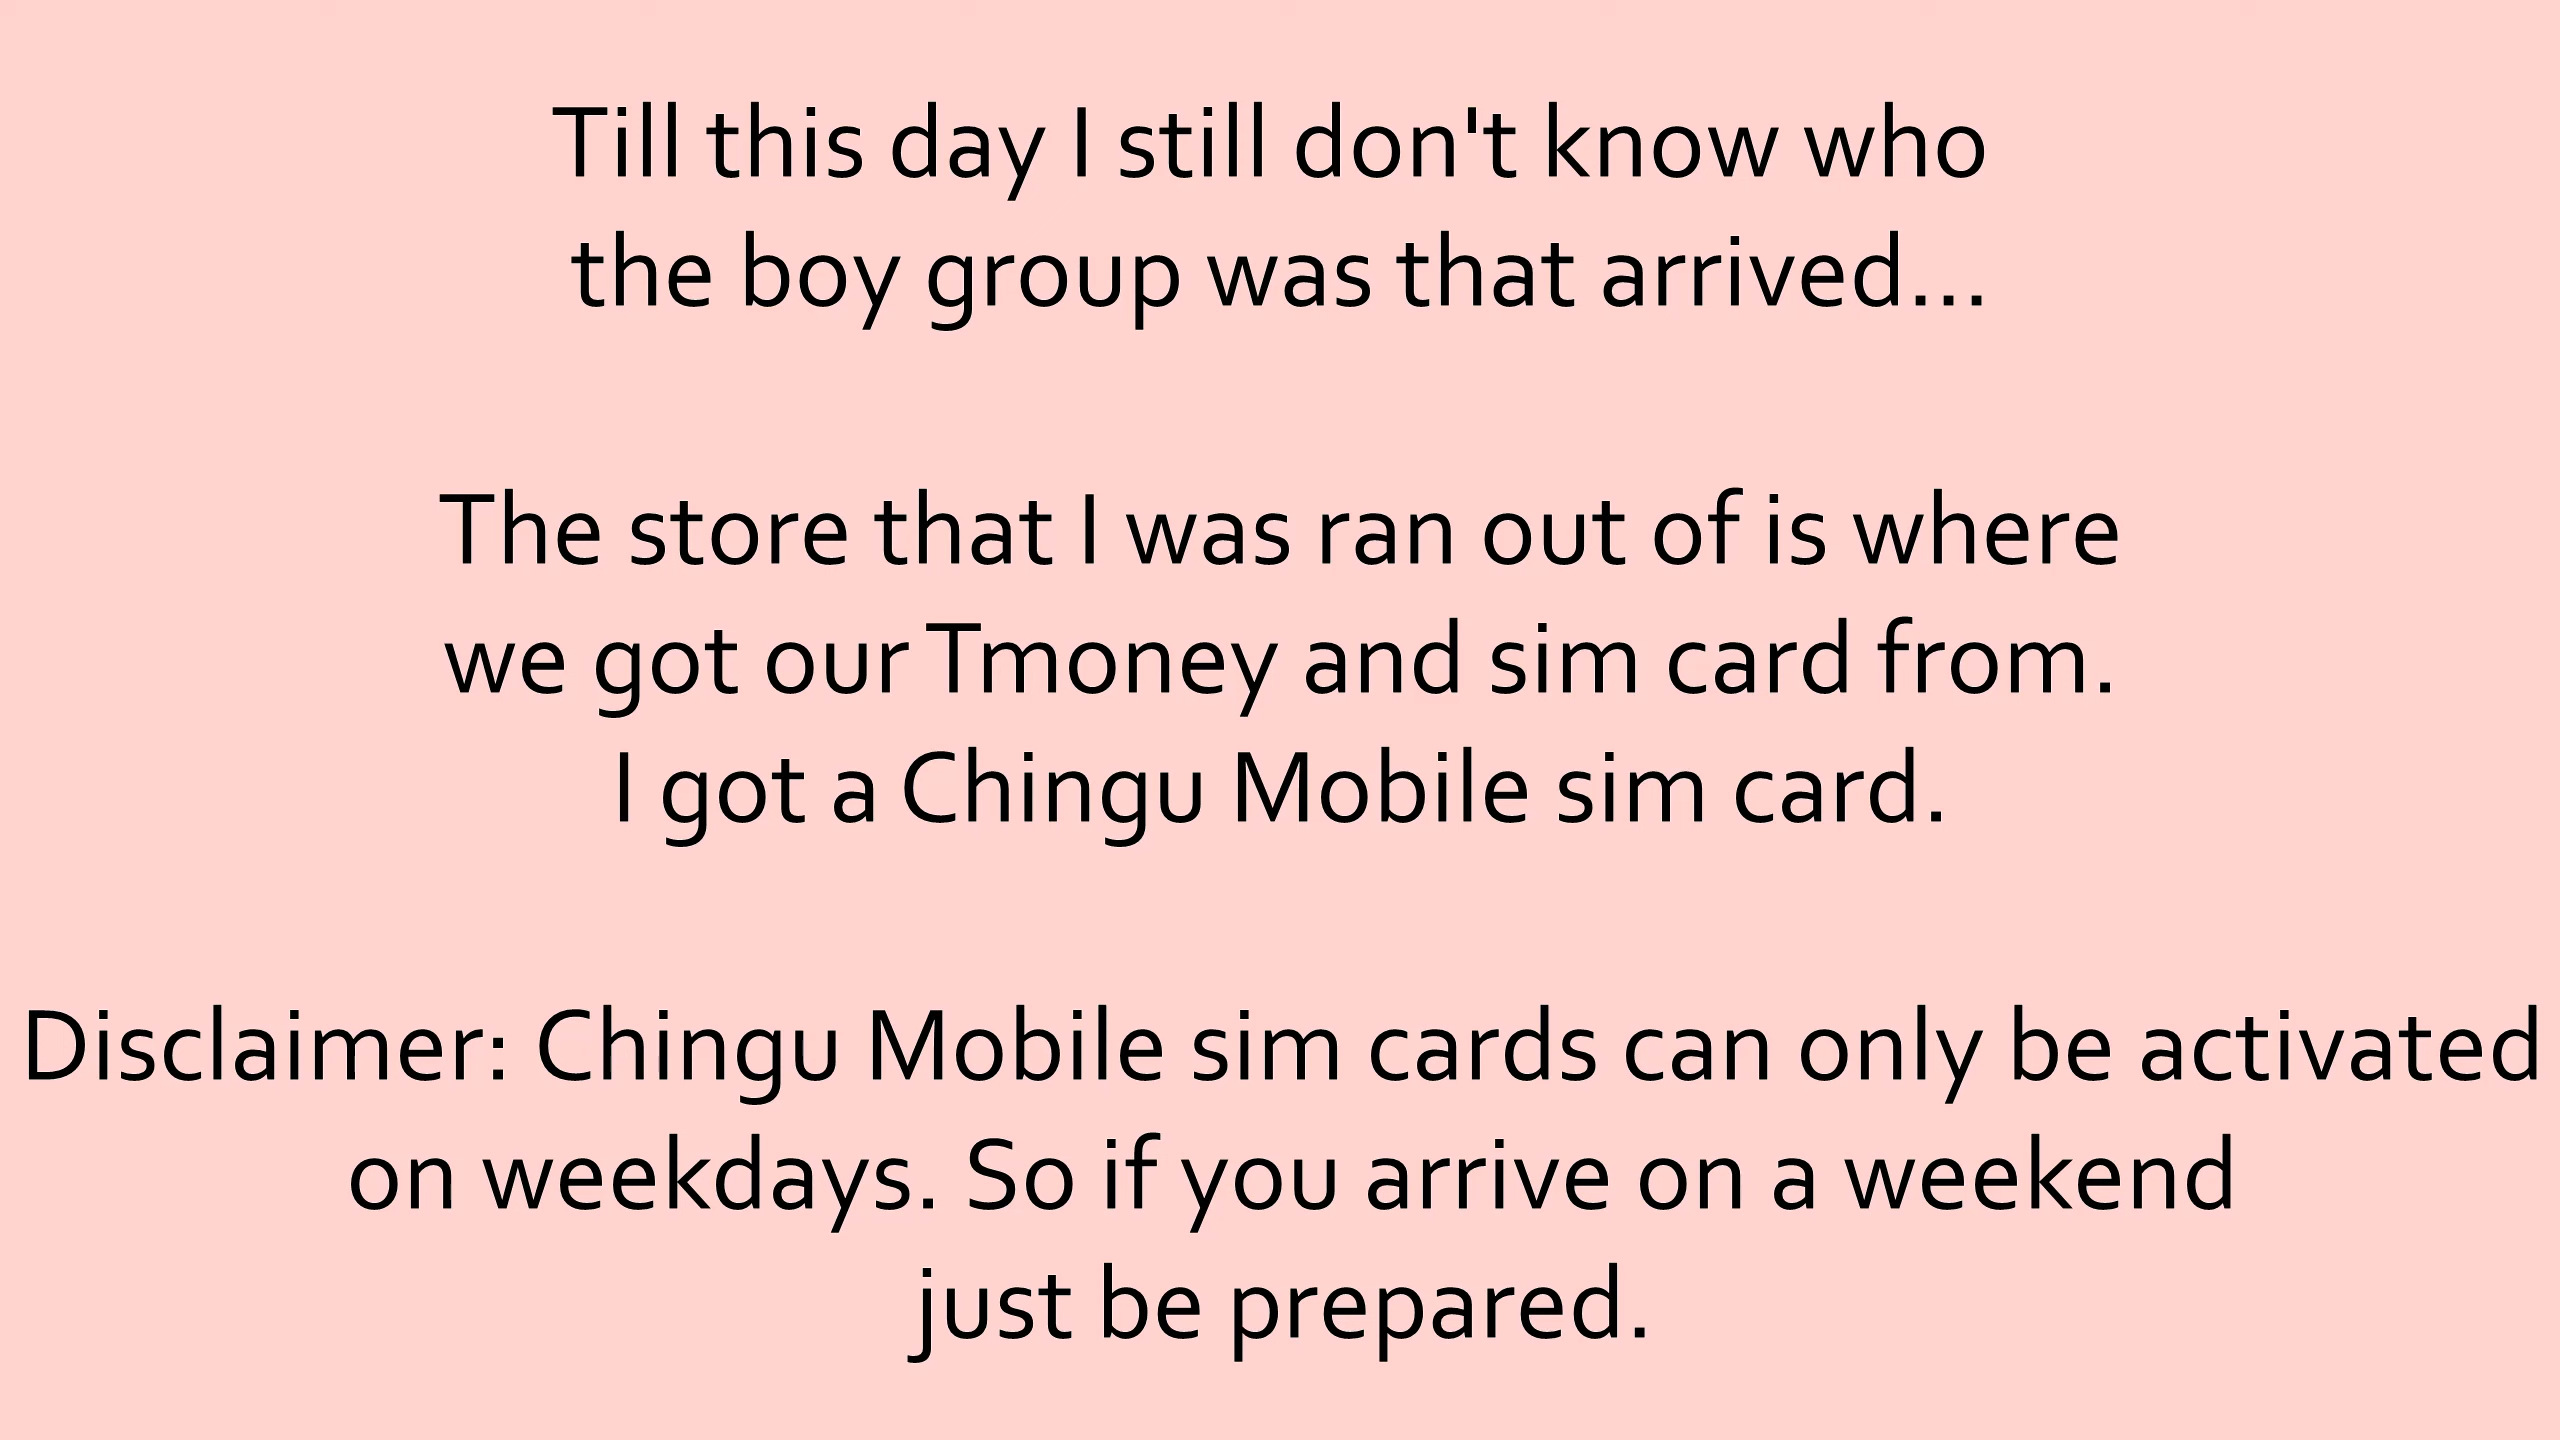 Till this day I still don't know who
the boy group was that arrived...
The store that I was ran out of is where
we got our Tmoney and sim card from.
I got a Chingu Mobile sim card.
Disclaimer: Chingu Mobile sim cards can only be activated
on weekdays. So if you arrive on a weekend
just be prepared.